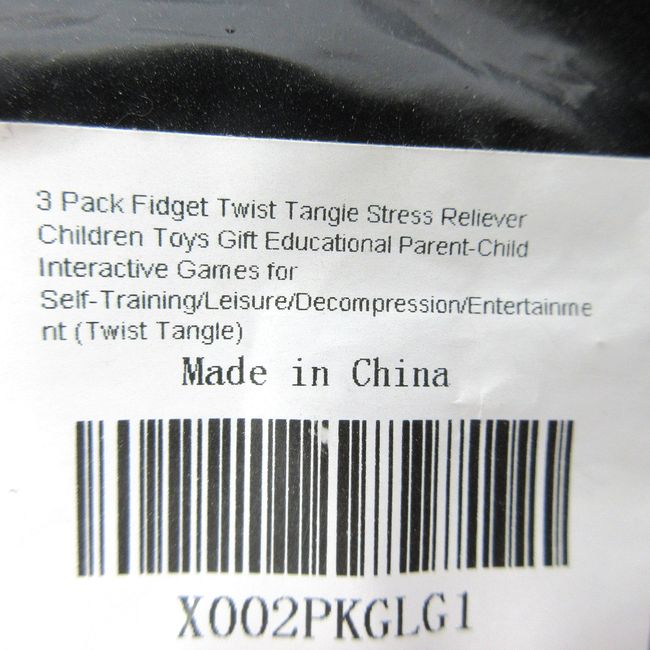 3 Pack Fidget Twist Tangle Stress Reliever
Children Toys Gift Educational Parent-Child
Interactive Games for
Self-Training/Leisure/Decompression/Entertainme
nt (Twist Tangle)
Made in China
X002PKGLG1